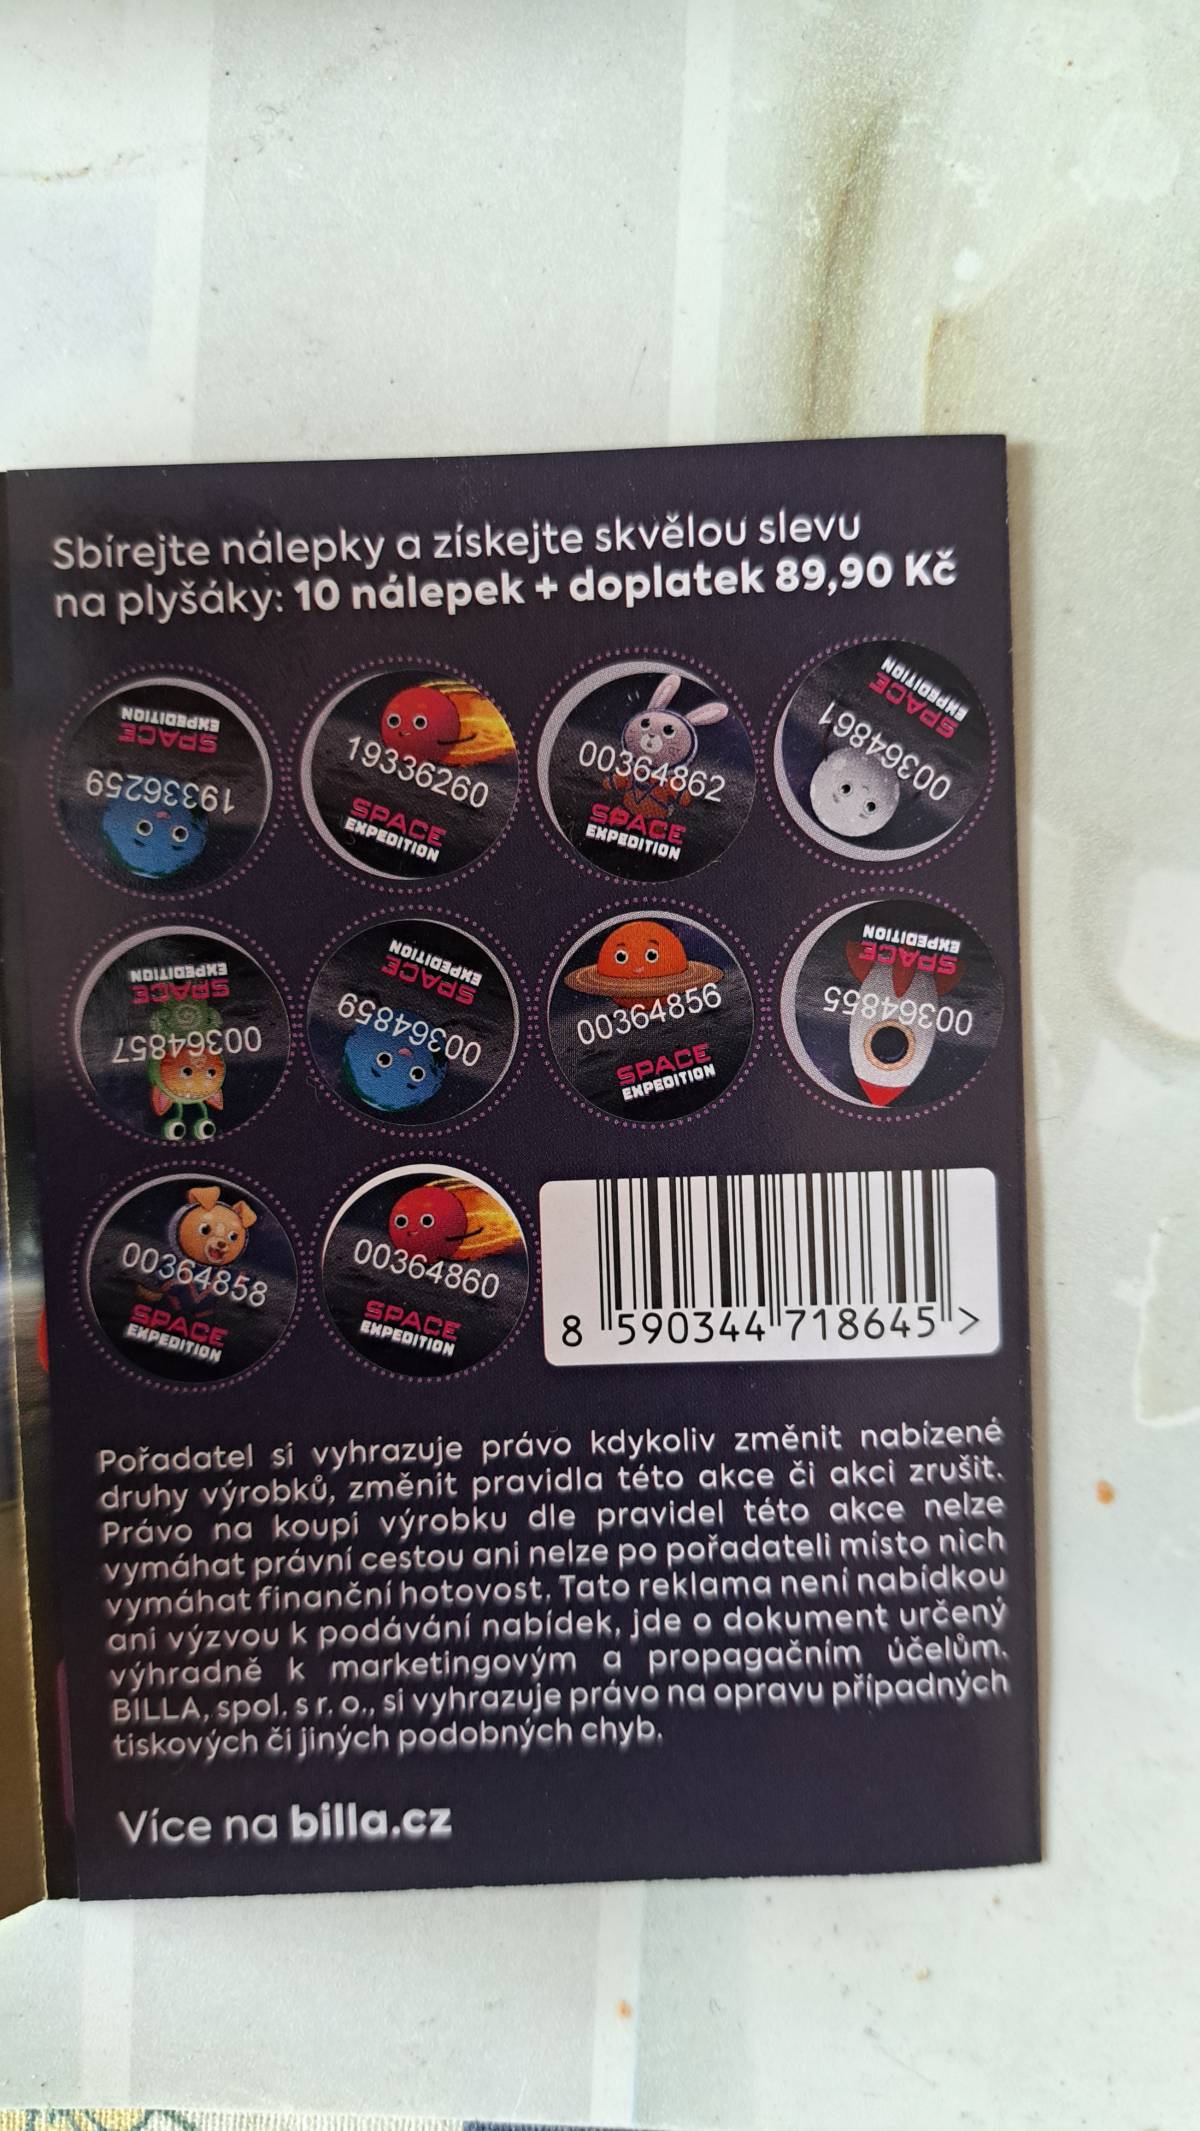 Sbírejte nálepky a získejte skvělou slevu
na plyšáky: 10 nálepek + doplatek 89,90 Kč
SPACE
EXPEDITION
19336259
19336260
SPACE
EXPEDITION
00364862
SPACE
EXPEDITION
SPACE
EXPEDITION
00364861
SPACE
EXPEDITION
00364857
SPACE
EXPEDITION
00364859
00364856
SPACE
EXPEDITION
SPACE
EXPEDITION
00364855
00364858
SPACE
EXPEDITION
00364860
SPACE
EXPEDITION
8 590344 718645 >
Pořadatel si vyhrazuje právo kdykoliv změnit nabízené
druhy výrobků, změnit pravidla této akce či akci zrušit.
Právo na koupi výrobku dle pravidel této akce nelze
vymáhat právní cestou ani nelze po pořadateli místo nich
vymáhat finanční hotovost. Tato reklama není nabídkou
ani výzvou k podávání nabídek, jde o dokument určený
výhradně k marketingovým a propagačním účelům.
BILLA, spol. s r. o., si vyhrazuje právo na opravu případných
tiskových či jiných podobných chyb.
Více na billa.cz